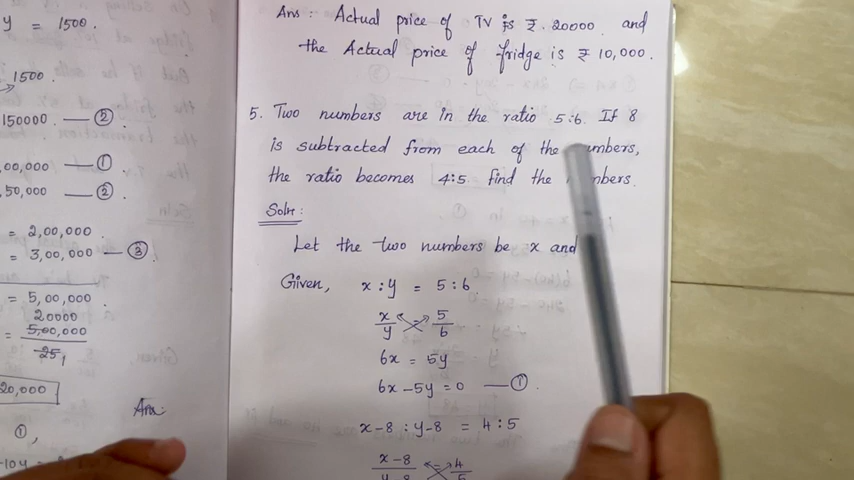 y = 1500.
1500
150000 — ②
00,000 — ①
50,000 — ②
= 2,00,000
= 3,00,000 — ③
= 5,00,000
20000
= 5,00,000
25
20,000
Ans:
①,
Ans : Actual price of TV is ₹. 20000 and
the Actual price of fridge is ₹ 10,000.
5. Two numbers are in the ratio 5:6. If 8
is subtracted from each of the
the ratio becomes 4:5 find the
Soln:
Let the two numbers be x and
Given, x : y = 5 : 6
x/y = 5/6
6x = 5y
6x - 5y = 0 — ①
x-8 : y-8 = 4 : 5
x-8/y-8 = 4/5